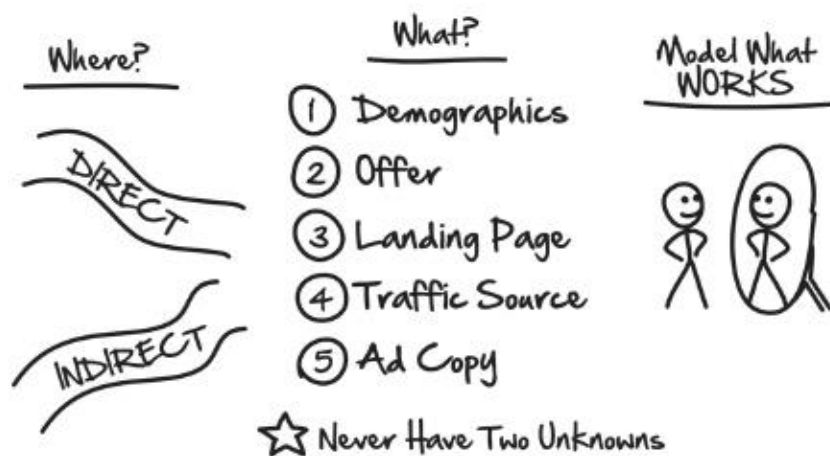 Where?
DIRECT
INDIRECT
What?
1 Demographics
2 Offer
3 Landing Page
4 Traffic Source
5 Ad Copy
Never Have Two Unknowns
Model What
WORKS